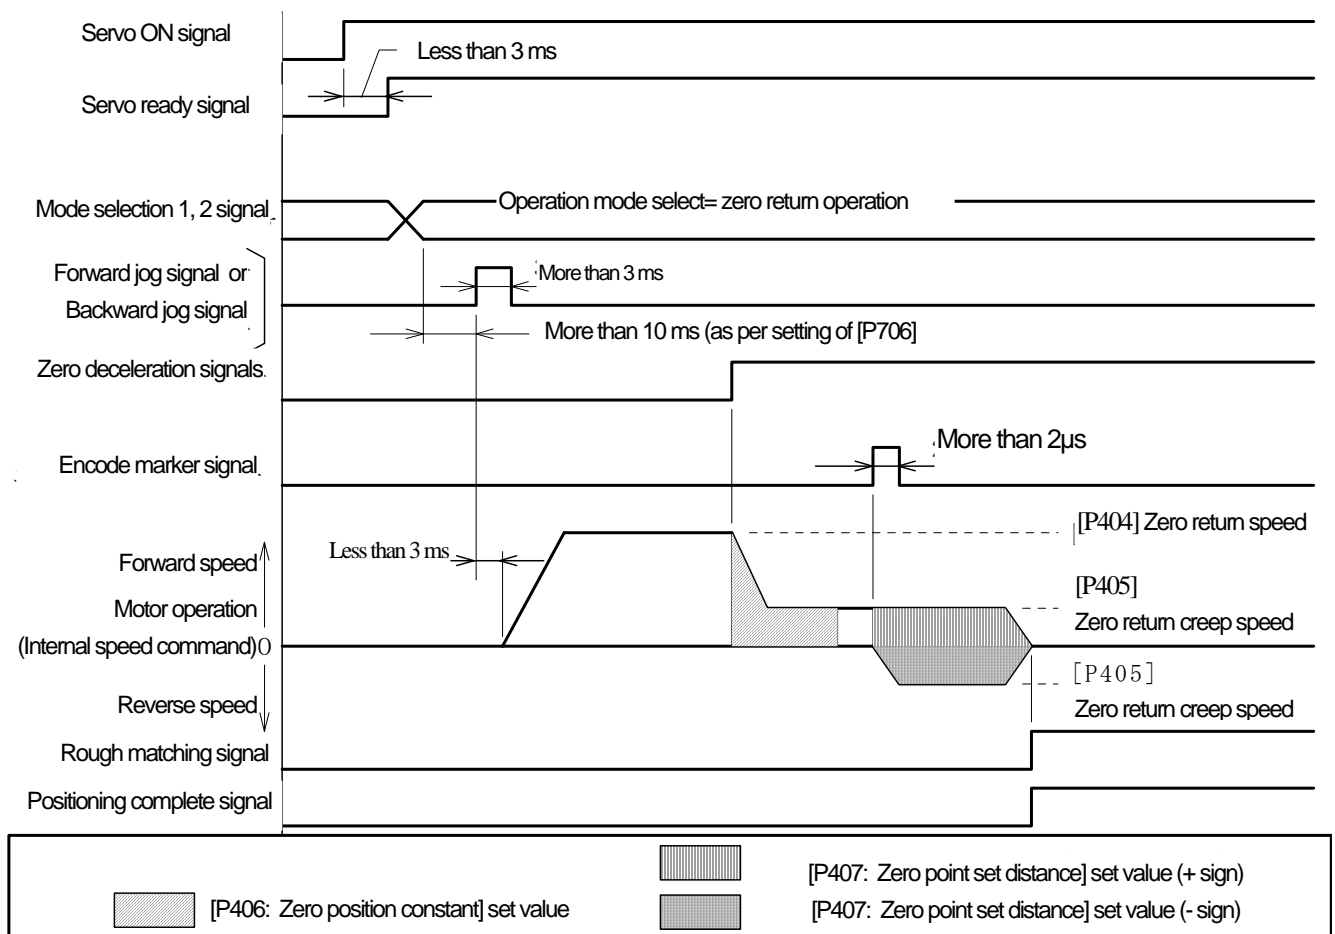 Servo ON signal
Less than 3 ms
Servo ready signal
Mode selection 1, 2 signal
Operation mode select= zero return operation
Forward jog signal or
Backward jog signal
More than 3 ms
More than 10 ms (as per setting of [P706]
Zero deceleration signals
Encode marker signal
More than 2µs
[P404] Zero return speed
Less than 3 ms
Forward speed
Motor operation
(Internal speed command)0
Reverse speed
[P405]
Zero return creep speed
[P405]
Zero return creep speed
Rough matching signal
Positioning complete signal
[P406: Zero position constant] set value
[P407: Zero point set distance] set value (+ sign)
[P407: Zero point set distance] set value (- sign)